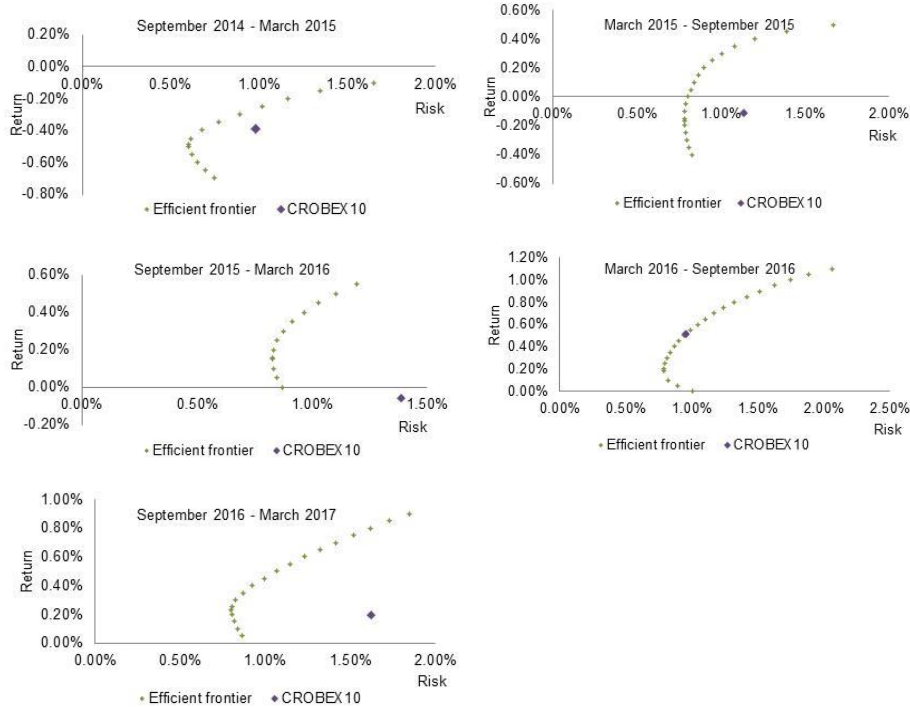 September 2014 - March 2015
0.20%
0.00%
0.00% 0.50% 1.00% 1.50% 2.00%
-0.20%
-0.40%
-0.60%
-0.80%
Return
Risk
Efficient frontier CROBEX10
March 2015 - September 2015
0.60%
0.40%
0.20%
0.00%
0.00% 0.50% 1.00% 1.50% 2.00%
-0.20%
-0.40%
-0.60%
Return
Risk
Efficient frontier CROBEX10
September 2015 - March 2016
0.60%
0.40%
0.20%
0.00%
0.00% 0.50% 1.00% 1.50%
-0.20%
Return
Risk
Efficient frontier CROBEX10
March 2016 - September 2016
1.20%
1.00%
0.80%
0.60%
0.40%
0.20%
0.00%
0.00% 0.50% 1.00% 1.50% 2.00% 2.50%
Return
Risk
Efficient frontier CROBEX10
September 2016 - March 2017
1.00%
0.80%
0.60%
0.40%
0.20%
0.00%
0.00% 0.50% 1.00% 1.50% 2.00%
Return
Risk
Efficient frontier CROBEX10